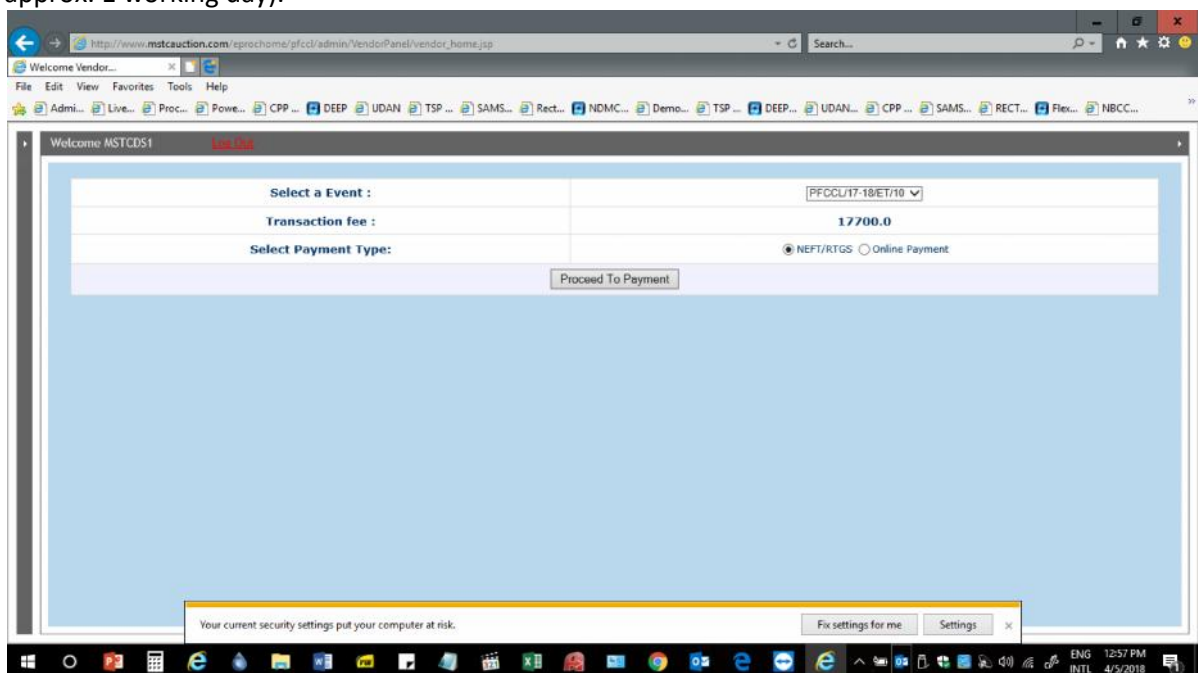 approx. 1 working day).
http://www.mstcauction.com/eprochome/pfccl/admin/VendorPanel/vendor_home.jsp Search...
Welcome Vendor...
File Edit View Favorites Tools Help
Admi... Live... Proc... Powe... CPP ... DEEP UDAN TSP ... SAMS... Rect... NDMC... Demo... TSP ... DEEP... UDAN... CPP ... SAMS... RECT... Flex... NBCC...
Welcome MSTCDS1 Log Out
Select a Event : PFCCL/17-18/ET/10
Transaction fee : 17700.0
Select Payment Type: NEFT/RTGS Online Payment
Proceed To Payment
Your current security settings put your computer at risk. Fix settings for me Settings
ENG 12:57 PM
INTL 4/5/2018